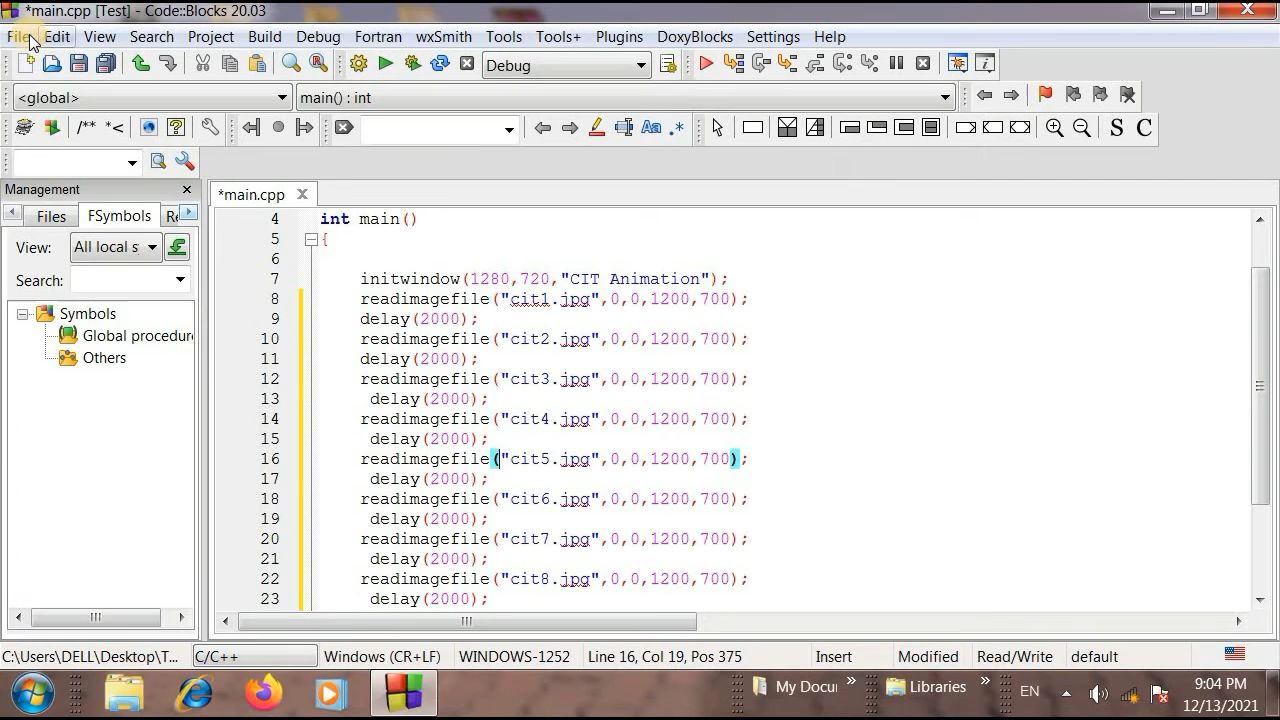 *main.cpp [Test] - Code::Blocks 20.03
File Edit View Search Project Build Debug Fortran wxSmith Tools Tools+ Plugins DoxyBlocks Settings Help
Debug
<global> main() : int
/** *< Aa .* S C
Management
*main.cpp
Files FSymbols Re
View: All local s
Search:
Symbols
Global procedure
Others
4 int main()
5 {
6
7 initwindow(1280,720,"CIT Animation");
8 readimagefile("cit1.jpg",0,0,1200,700);
9 delay(2000);
10 readimagefile("cit2.jpg",0,0,1200,700);
11 delay(2000);
12 readimagefile("cit3.jpg",0,0,1200,700);
13 delay(2000);
14 readimagefile("cit4.jpg",0,0,1200,700);
15 delay(2000);
16 readimagefile("cit5.jpg",0,0,1200,700);
17 delay(2000);
18 readimagefile("cit6.jpg",0,0,1200,700);
19 delay(2000);
20 readimagefile("cit7.jpg",0,0,1200,700);
21 delay(2000);
22 readimagefile("cit8.jpg",0,0,1200,700);
23 delay(2000);
C:\Users\DELL\Desktop\T... C/C++ Windows (CR+LF) WINDOWS-1252 Line 16, Col 19, Pos 375 Insert Modified Read/Write default
My Docu » Libraries » EN 9:04 PM
12/13/2021